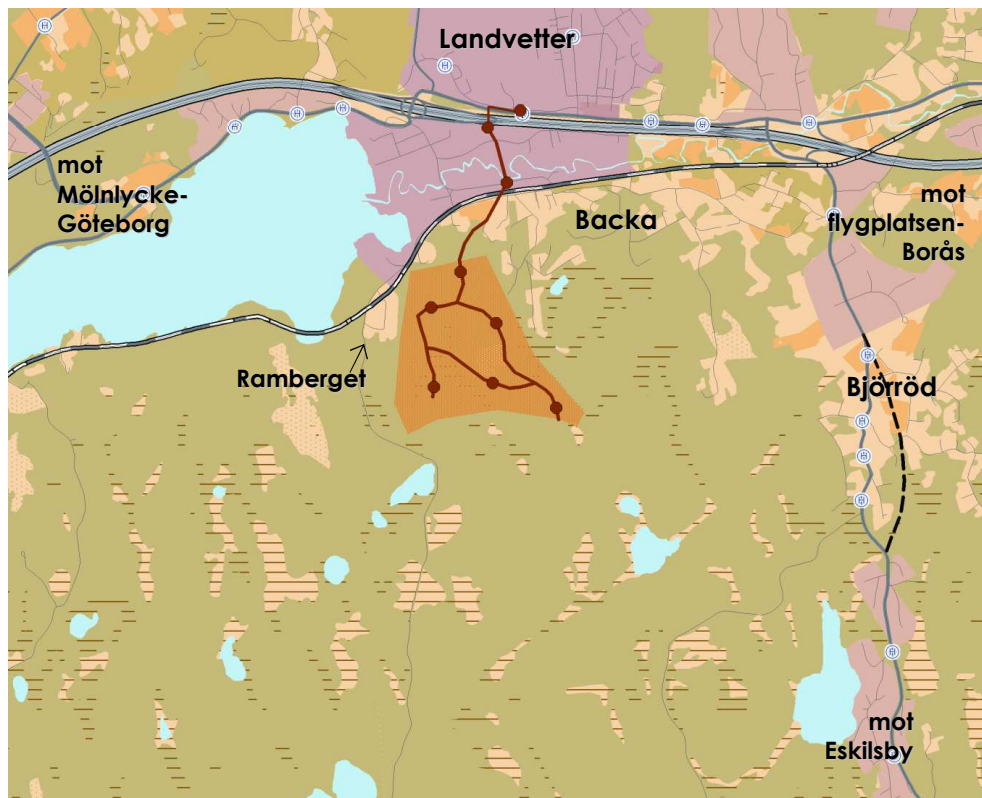 Landvetter
mot
Mölnlycke-
Göteborg
Backa
mot
flygplatsen-
Borås
Ramberget
Björröd
mot
Eskilsby